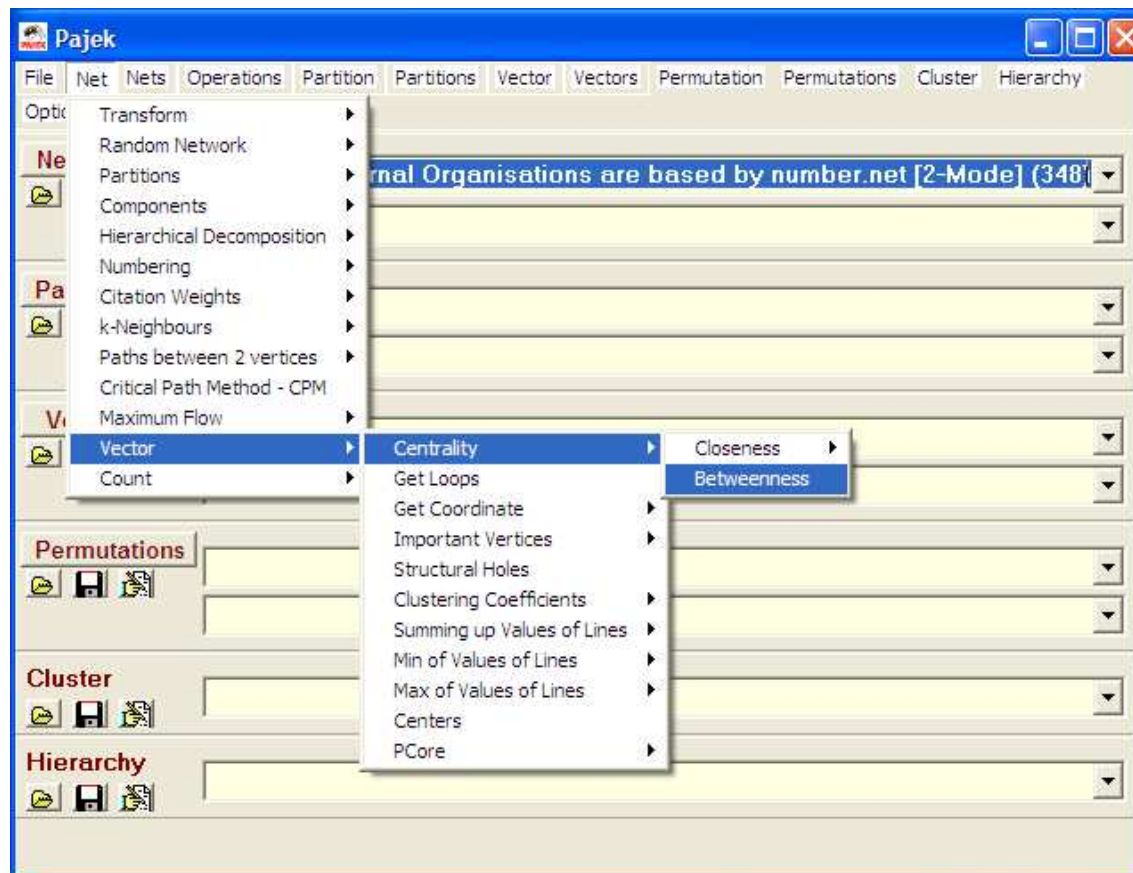 Pajek
File Net Nets Operations Partition Partitions Vector Vectors Permutation Permutations Cluster Hierarchy
Optic
Transform
Random Network
Partitions
Components
Hierarchical Decomposition
Numbering
Citation Weights
k-Neighbours
Paths between 2 vertices
Critical Path Method - CPM
Maximum Flow
Vector
Count
Ne
rnal Organisations are based by number.net [2-Mode] (348)
Pa
Ve
Centrality
Get Loops
Get Coordinate
Important Vertices
Structural Holes
Clustering Coefficients
Summing up Values of Lines
Min of Values of Lines
Max of Values of Lines
Centers
PCore
Closeness
Betweenness
Permutations
Cluster
Hierarchy